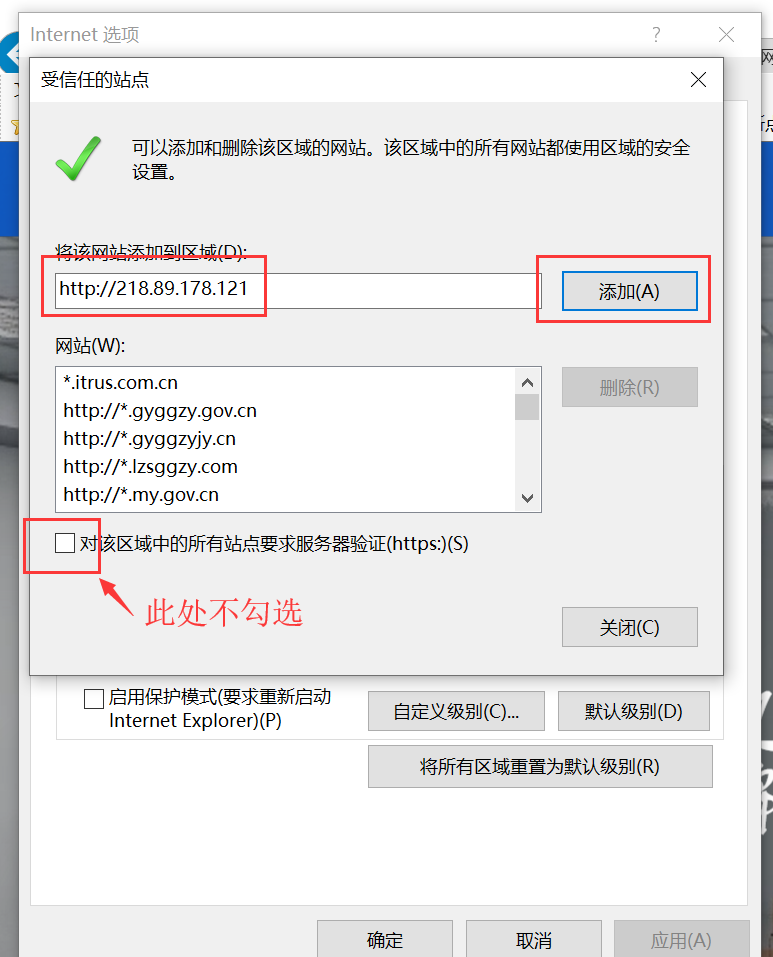 Internet 选项
受信任的站点
可以添加和删除该区域的网站。该区域中的所有网站都使用区域的安全
设置。
将该网站添加到区域(D):
http://218.89.178.121
添加(A)
网站(W):
*.itrus.com.cn
http://*.gyggzy.gov.cn
http://*.gyggzyjy.cn
http://*.lzsggzy.com
http://*.my.gov.cn
删除(R)
对该区域中的所有站点要求服务器验证(https:)(S)
此处不勾选
关闭(C)
启用保护模式(要求重新启动
Internet Explorer)(P)
自定义级别(C)...
默认级别(D)
将所有区域重置为默认级别(R)
确定
取消
应用(A)